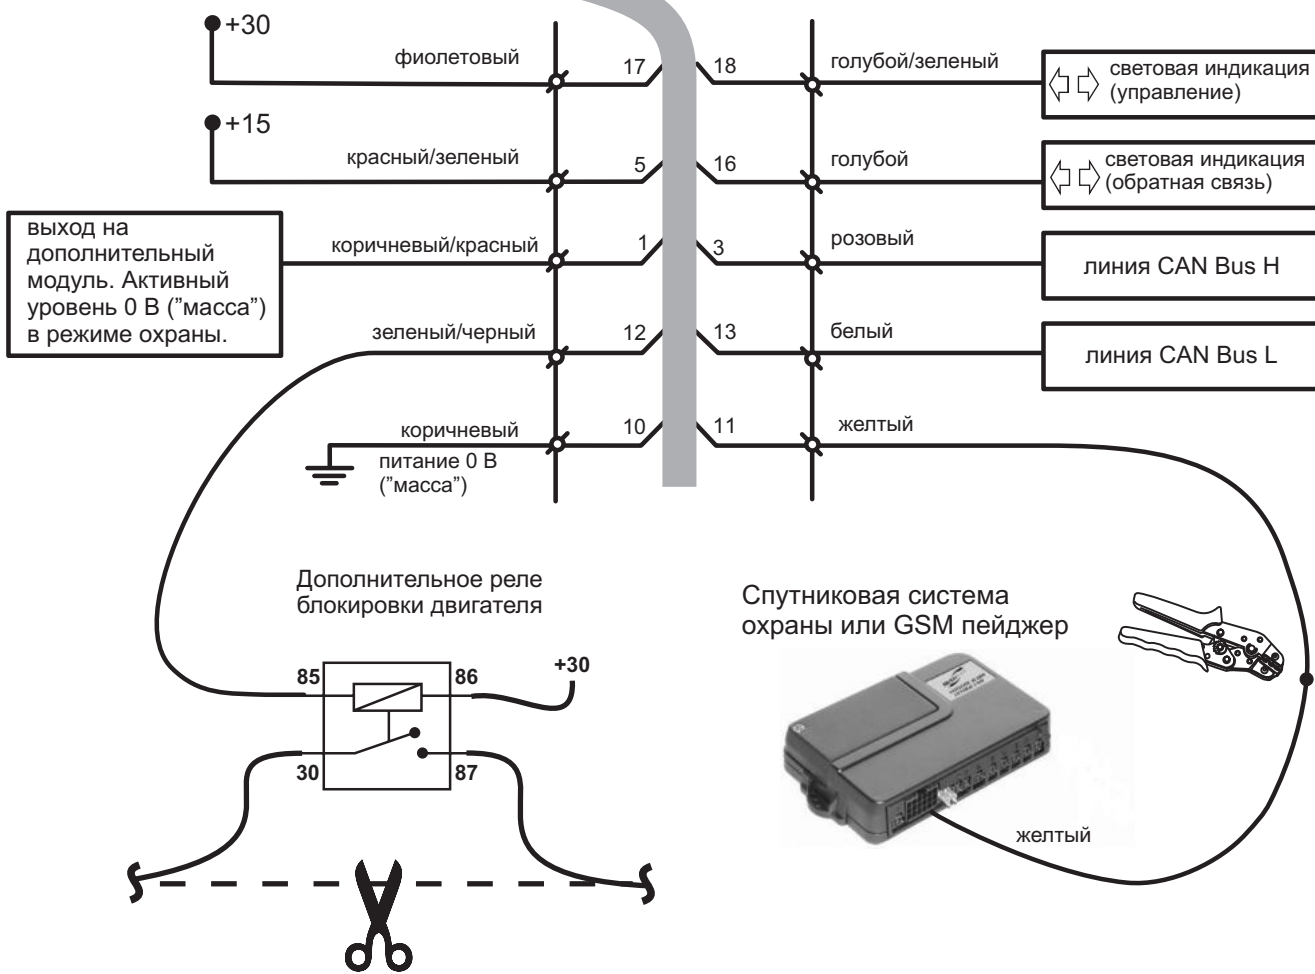 +30
фиолетовый
17
18
голубой/зеленый
световая индикация
(управление)
+15
красный/зеленый
5
16
голубой
световая индикация
(обратная связь)
выход на
дополнительный
модуль. Активный
уровень 0 В ("масса")
в режиме охраны.
коричневый/красный
1
3
розовый
линия CAN Bus H
зеленый/черный
12
13
белый
линия CAN Bus L
коричневый
10
11
желтый
питание 0 В
("масса")
Дополнительное реле
блокировки двигателя
85
86
+30
30
87
Спутниковая система
охраны или GSM пейджер
желтый